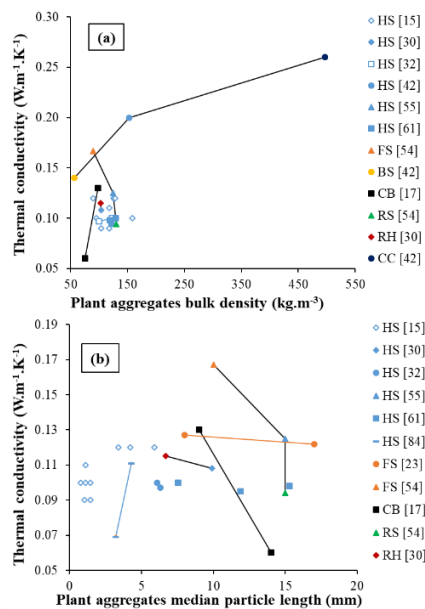 (a)
Thermal conductivity (W.m⁻¹.K⁻¹)
0.30
0.25
0.20
0.15
0.10
0.05
50 150 250 350 450 550
Plant aggregates bulk density (kg.m⁻³)
HS [15]
HS [30]
HS [32]
HS [42]
HS [55]
HS [61]
FS [54]
BS [42]
CB [17]
RS [54]
RH [30]
CC [42]
(b)
Thermal conductivity (W.m⁻¹.K⁻¹)
0.19
0.17
0.15
0.13
0.11
0.09
0.07
0.05
0 5 10 15 20
Plant aggregates median particle length (mm)
HS [15]
HS [30]
HS [32]
HS [55]
HS [61]
HS [84]
FS [23]
FS [54]
CB [17]
RS [54]
RH [30]